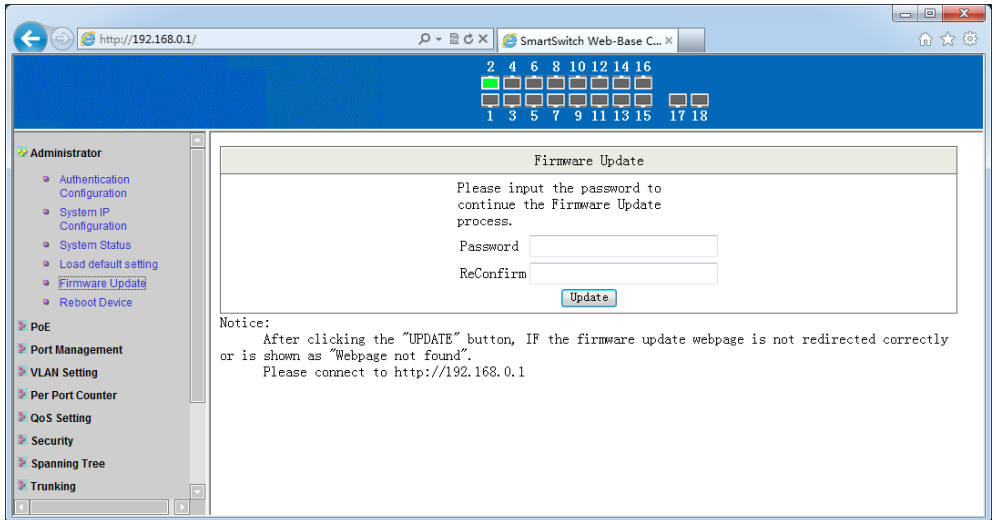 http://192.168.0.1/
SmartSwitch Web-Base C...
2 4 6 8 10 12 14 16
1 3 5 7 9 11 13 15 17 18
Administrator
Authentication
Configuration
System IP
Configuration
System Status
Load default setting
Firmware Update
Reboot Device
PoE
Port Management
VLAN Setting
Per Port Counter
QoS Setting
Security
Spanning Tree
Trunking
Firmware Update
Please input the password to
continue the Firmware Update
process.
Password
ReConfirm
Update
Notice:
After clicking the "UPDATE" button, IF the firmware update webpage is not redirected correctly
or is shown as "Webpage not found".
Please connect to http://192.168.0.1